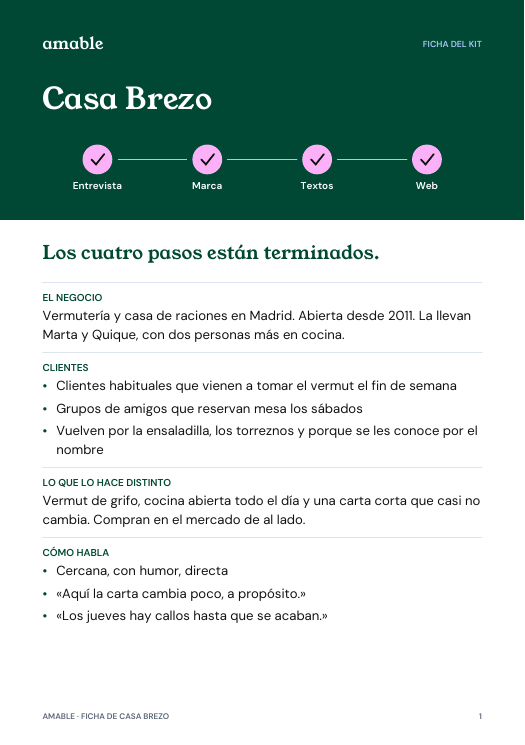 amable
FICHA DEL KIT
Casa Brezo
Entrevista
Marca
Textos
Web
Los cuatro pasos están terminados.
EL NEGOCIO
Vermutería y casa de raciones en Madrid. Abierta desde 2011. La llevan
Marta y Quique, con dos personas más en cocina.
CLIENTES
• Clientes habituales que vienen a tomar el vermut el fin de semana
• Grupos de amigos que reservan mesa los sábados
• Vuelven por la ensaladilla, los torreznos y porque se les conoce por el
nombre
LO QUE LO HACE DISTINTO
Vermut de grifo, cocina abierta todo el día y una carta corta que casi no
cambia. Compran en el mercado de al lado.
CÓMO HABLA
• Cercana, con humor, directa
• «Aquí la carta cambia poco, a propósito.»
• «Los jueves hay callos hasta que se acaban.»
AMABLE · FICHA DE CASA BREZO
1